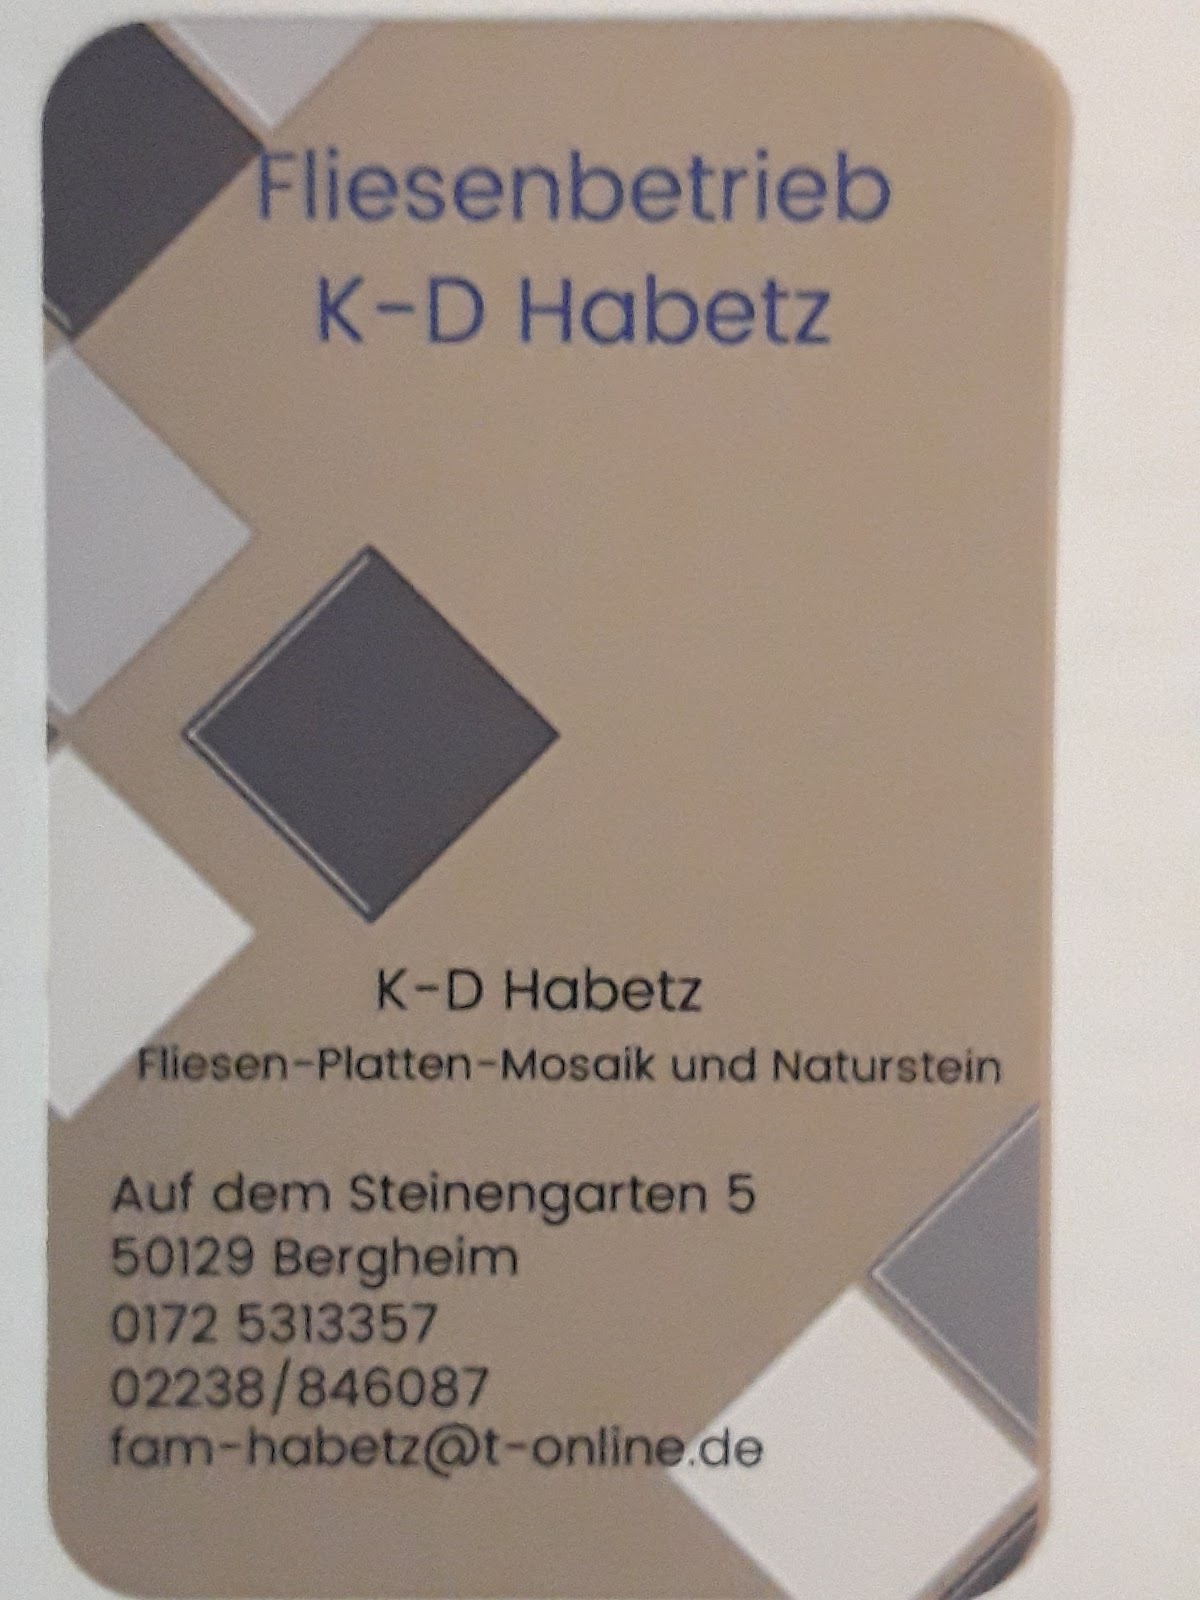 Fliesenbetrieb
K-D Habetz
K-D Habetz
Fliesen-Platten-Mosaik und Naturstein
Auf dem Steinengarten 5
50129 Bergheim
0172 5313357
02238/846087
fam-habetz@t-online.de